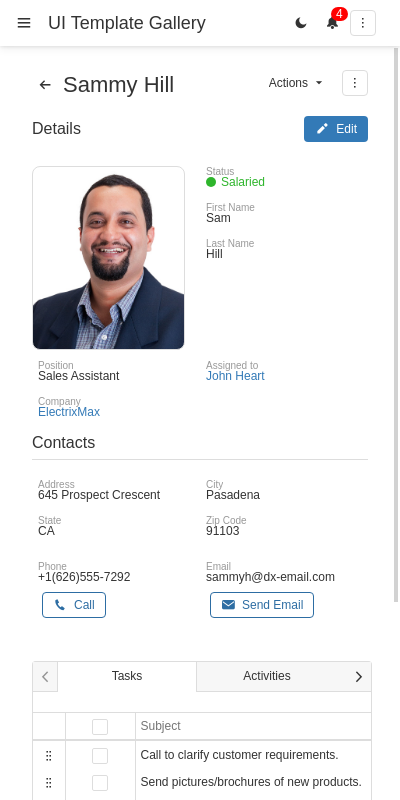 UI Template Gallery
4
Sammy Hill
Actions
Details
Edit
Status
Salaried
First Name
Sam
Last Name
Hill
Position
Sales Assistant
Assigned to
John Heart
Company
ElectrixMax
Contacts
Address
645 Prospect Crescent
City
Pasadena
State
CA
Zip Code
91103
Phone
+1(626)555-7292
Email
sammyh@dx-email.com
Call
Send Email
Tasks
Activities
Subject
Call to clarify customer requirements.
Send pictures/brochures of new products.